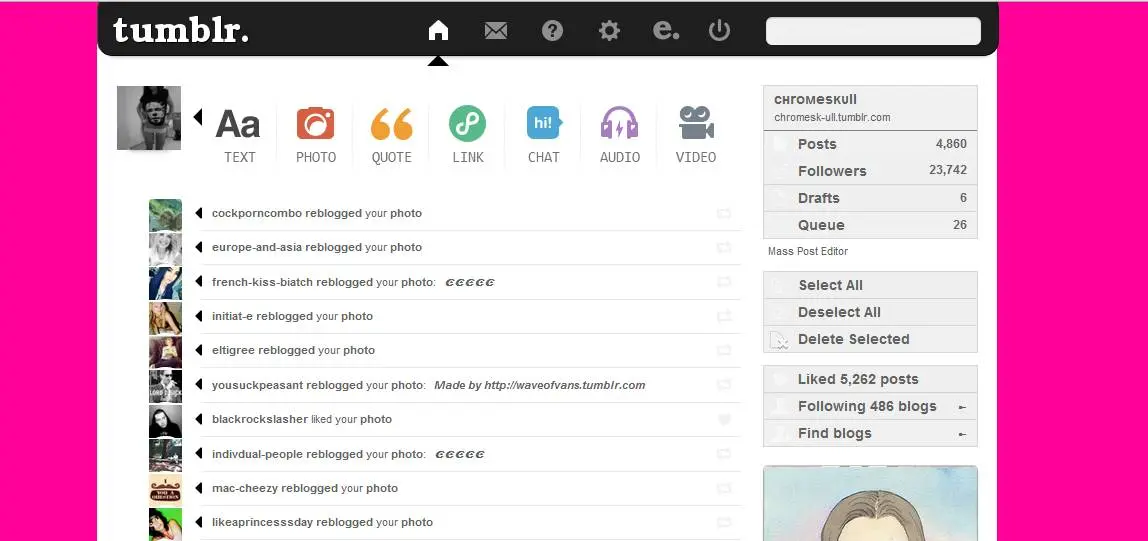 tumblr.
Aa
hi!
TEXT
PHOTO
QUOTE
LINK
CHAT
AUDIO
VIDEO
cockporncombo reblogged your photo
europe-and-asia reblogged your photo
french-kiss-biatch reblogged your photo: ҼҼҼҼҼ
initiat-e reblogged your photo
eltigree reblogged your photo
yousuckpeasant reblogged your photo: Made by http://waveofvans.tumblr.com
blackrockslasher liked your photo
indivdual-people reblogged your photo: ҼҼҼҼҼ
mac-cheezy reblogged your photo
likeaprincesssday reblogged your photo
CHROMESKUll
chromesk-ull.tumblr.com
Posts 4,860
Followers 23,742
Drafts 6
Queue 26
Mass Post Editor
Select All
Deselect All
Delete Selected
Liked 5,262 posts
Following 486 blogs
Find blogs